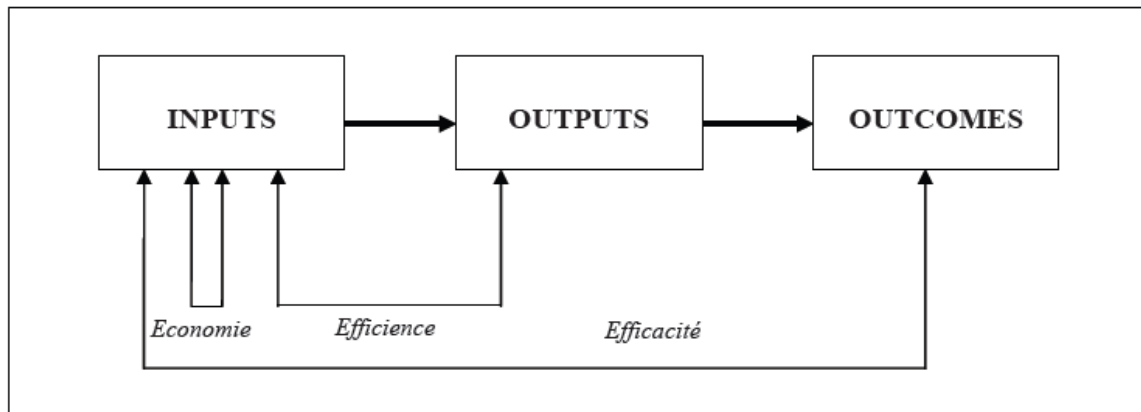 INPUTS
OUTPUTS
OUTCOMES
Economie
Efficience
Efficacité